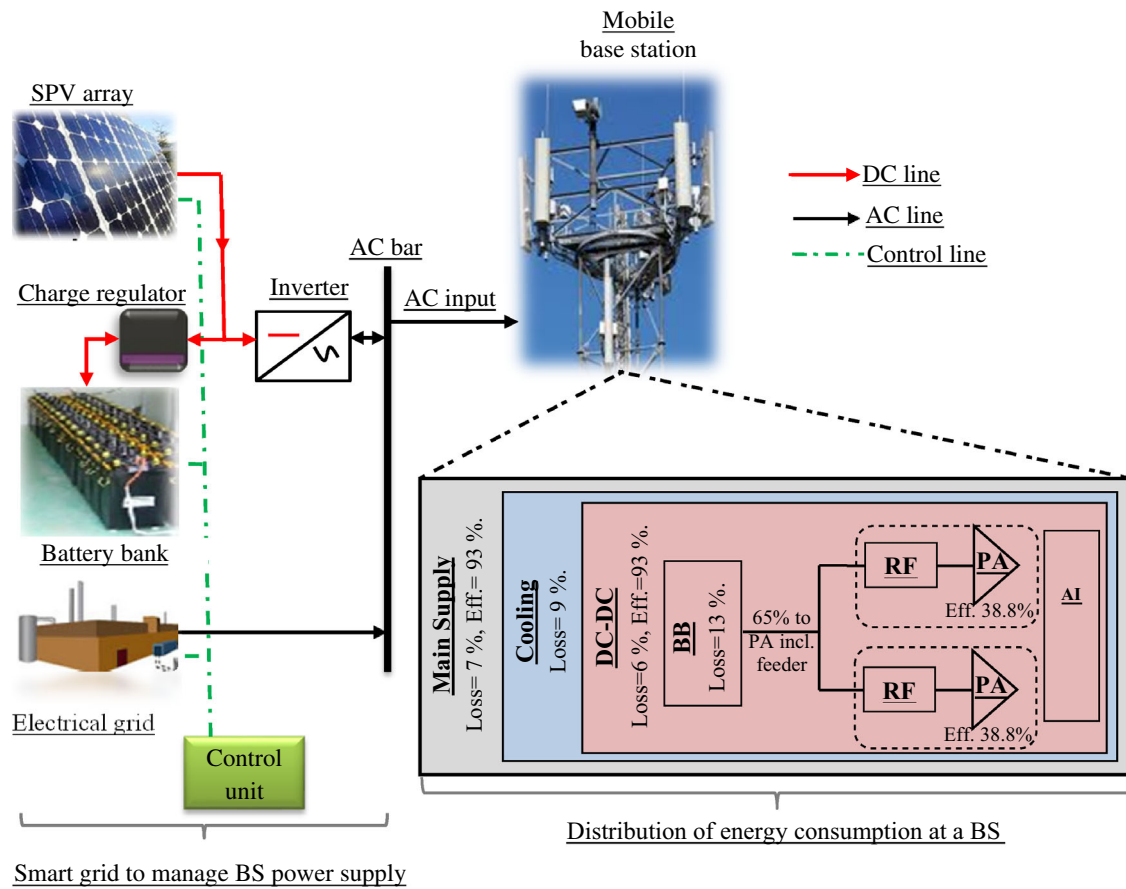 Mobile
base station
SPV array
DC line
AC line
Control line
AC bar
Charge regulator
Inverter
AC input
Battery bank
Electrical grid
Control
unit
Main Supply
Loss= 7 %, Eff.= 93 %.
Cooling
Loss= 9 %.
DC-DC
Loss=6 %, Eff=93 %.
BB
Loss=13 %.
65% to
PA incl.
feeder
RF
PA
Eff. 38.8%
RF
PA
Eff. 38.8%
AI
Distribution of energy consumption at a BS
Smart grid to manage BS power supply